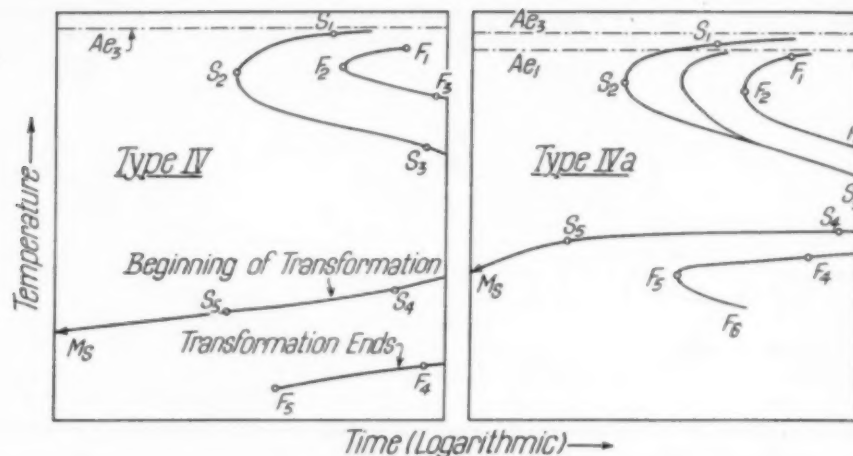 Ae3
S1
F1
F2
S2
F3
S3
Type IV
Beginning of Transformation
S5
S4
Ms
Transformation Ends
F5
F4
Ae3
S1
Ae1
F1
S2
F2
Type IVa
S4
S5
Ms
F5
F4
F6
Temperature
Time (Logarithmic)